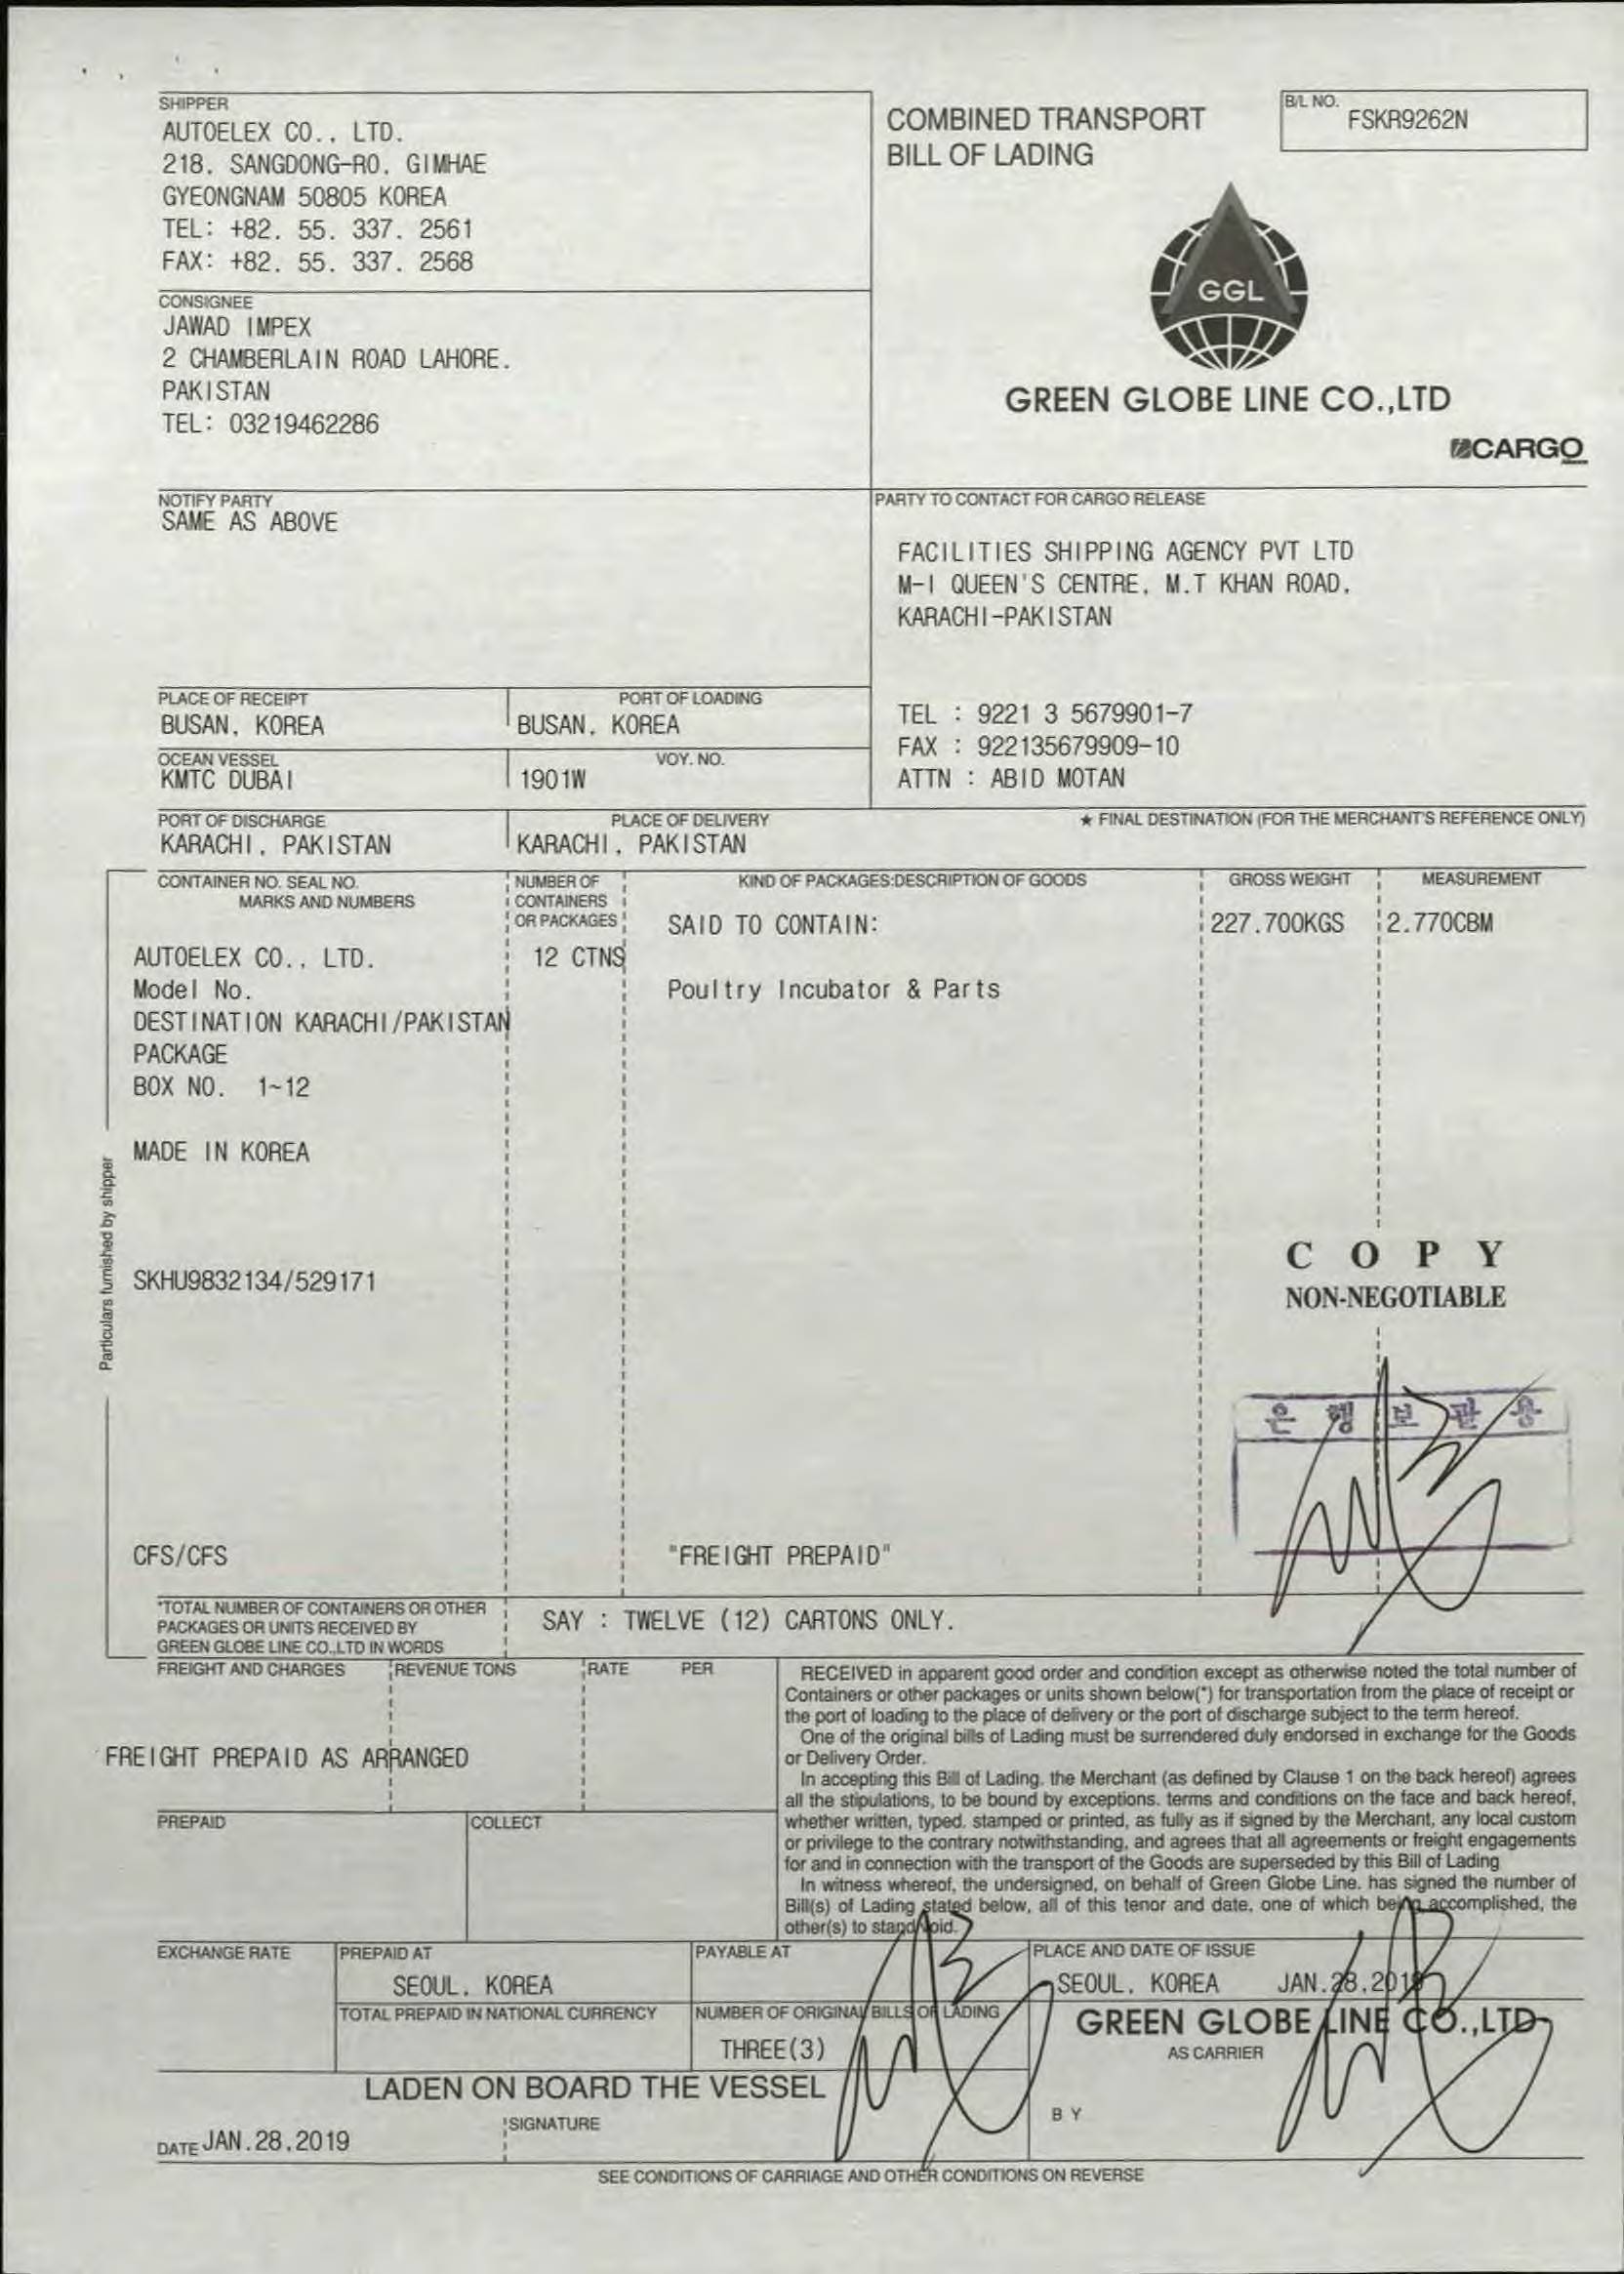 SHIPPER
AUTOELEX CO., LTD.
218, SANGDONG-RO, GIMHAE
GYEONGNAM 50805 KOREA
TEL: +82. 55. 337. 2561
FAX: +82. 55. 337. 2568
COMBINED TRANSPORT
BILL OF LADING
B/L NO.
FSKR9262N
GGL
GREEN GLOBE LINE CO.,LTD
CARGO
CONSIGNEE
JAWAD IMPEX
2 CHAMBERLAIN ROAD LAHORE.
PAKISTAN
TEL: 03219462286
NOTIFY PARTY
SAME AS ABOVE
PARTY TO CONTACT FOR CARGO RELEASE
FACILITIES SHIPPING AGENCY PVT LTD
M-I QUEEN'S CENTRE, M.T KHAN ROAD,
KARACHI-PAKISTAN
TEL : 9221 3 5679901-7
FAX : 922135679909-10
ATTN : ABID MOTAN
PLACE OF RECEIPT
BUSAN, KOREA
PORT OF LOADING
BUSAN, KOREA
OCEAN VESSEL
KMTC DUBAI
VOY. NO.
1901W
PORT OF DISCHARGE
KARACHI, PAKISTAN
PLACE OF DELIVERY
KARACHI, PAKISTAN
★ FINAL DESTINATION (FOR THE MERCHANT'S REFERENCE ONLY)
CONTAINER NO. SEAL NO.
MARKS AND NUMBERS
NUMBER OF
CONTAINERS
OR PACKAGES
KIND OF PACKAGES:DESCRIPTION OF GOODS
GROSS WEIGHT
MEASUREMENT
SAID TO CONTAIN:
227.700KGS
2.770CBM
AUTOELEX CO., LTD.
12 CTNS
Model No.
Poultry Incubator & Parts
DESTINATION KARACHI/PAKISTAN
PACKAGE
BOX NO. 1~12
MADE IN KOREA
Particulars furnished by shipper
SKHU9832134/529171
COPY
NON-NEGOTIABLE
은행보관용
CFS/CFS
"FREIGHT PREPAID"
*TOTAL NUMBER OF CONTAINERS OR OTHER
PACKAGES OR UNITS RECEIVED BY
GREEN GLOBE LINE CO.,LTD IN WORDS
SAY : TWELVE (12) CARTONS ONLY.
FREIGHT AND CHARGES
REVENUE TONS
RATE
PER
FREIGHT PREPAID AS ARRANGED
PREPAID
COLLECT
RECEIVED in apparent good order and condition except as otherwise noted the total number of
Containers or other packages or units shown below(*) for transportation from the place of receipt or
the port of loading to the place of delivery or the port of discharge subject to the term hereof.
One of the original bills of Lading must be surrendered duly endorsed in exchange for the Goods
or Delivery Order.
In accepting this Bill of Lading. the Merchant (as defined by Clause 1 on the back hereof) agrees
all the stipulations, to be bound by exceptions. terms and conditions on the face and back hereof,
whether written, typed. stamped or printed, as fully as if signed by the Merchant, any local custom
or privilege to the contrary notwithstanding, and agrees that all agreements or freight engagements
for and in connection with the transport of the Goods are superseded by this Bill of Lading
In witness whereof, the undersigned, on behalf of Green Globe Line. has signed the number of
Bill(s) of Lading stated below, all of this tenor and date, one of which being accomplished, the
other(s) to stand void.
EXCHANGE RATE
PREPAID AT
SEOUL, KOREA
PAYABLE AT
PLACE AND DATE OF ISSUE
SEOUL, KOREA JAN.28.2019
TOTAL PREPAID IN NATIONAL CURRENCY
NUMBER OF ORIGINAL BILLS OF LADING
THREE(3)
GREEN GLOBE LINE CO.,LTD
AS CARRIER
LADEN ON BOARD THE VESSEL
BY
SIGNATURE
DATE JAN.28.2019
SEE CONDITIONS OF CARRIAGE AND OTHER CONDITIONS ON REVERSE